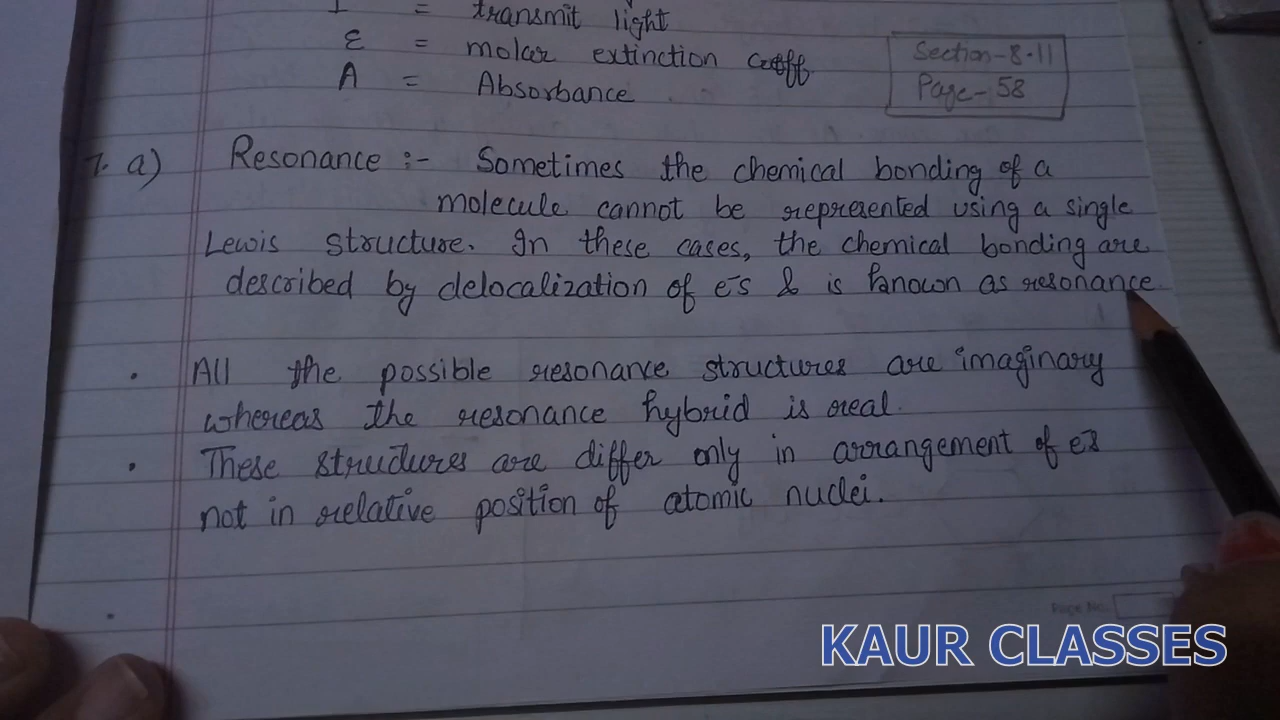 I = transmit light
ε = molar extinction coeff.
A = Absorbance
Section-8.11
Page-58
7. a) Resonance :- Sometimes the chemical bonding of a
molecule cannot be represented using a single
Lewis structure. In these cases, the chemical bonding are
described by delocalization of e⁻s & is known as resonance.
. All the possible resonance structures are imaginary
whereas the resonance hybrid is real.
. These structures are differ only in arrangement of e⁻s
not in relative position of atomic nuclei.
.
Page No.
KAUR CLASSES